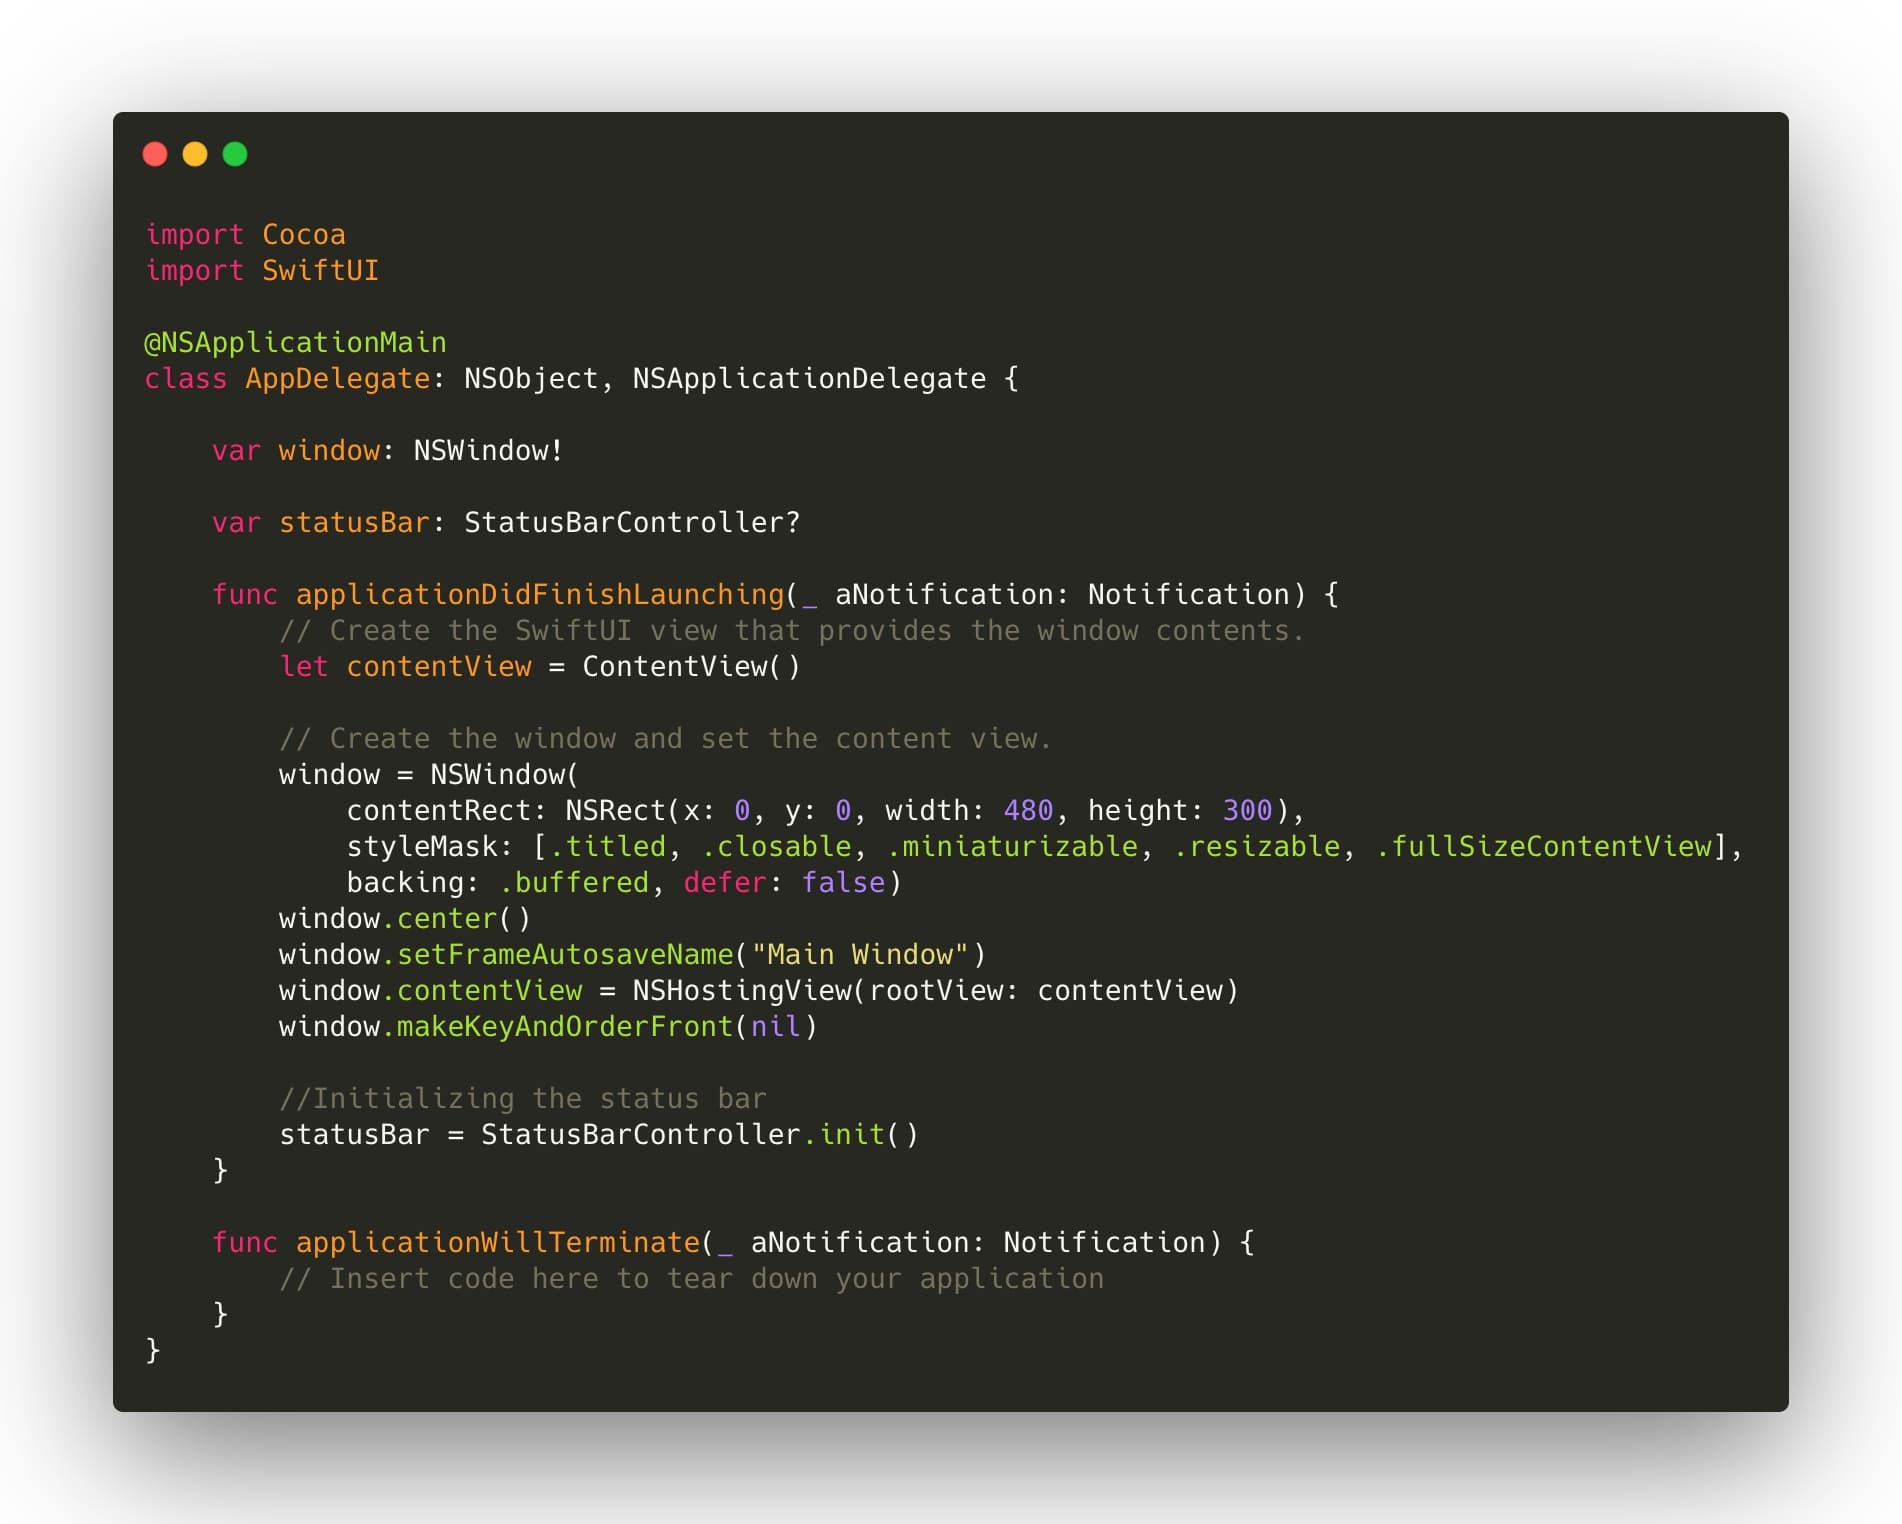 import Cocoa
import SwiftUI

@NSApplicationMain
class AppDelegate: NSObject, NSApplicationDelegate {

    var window: NSWindow!

    var statusBar: StatusBarController?

    func applicationDidFinishLaunching(_ aNotification: Notification) {
        // Create the SwiftUI view that provides the window contents.
        let contentView = ContentView()

        // Create the window and set the content view.
        window = NSWindow(
            contentRect: NSRect(x: 0, y: 0, width: 480, height: 300),
            styleMask: [.titled, .closable, .miniaturizable, .resizable, .fullSizeContentView],
            backing: .buffered, defer: false)
        window.center()
        window.setFrameAutosaveName("Main Window")
        window.contentView = NSHostingView(rootView: contentView)
        window.makeKeyAndOrderFront(nil)

        //Initializing the status bar
        statusBar = StatusBarController.init()
    }

    func applicationWillTerminate(_ aNotification: Notification) {
        // Insert code here to tear down your application
    }
}